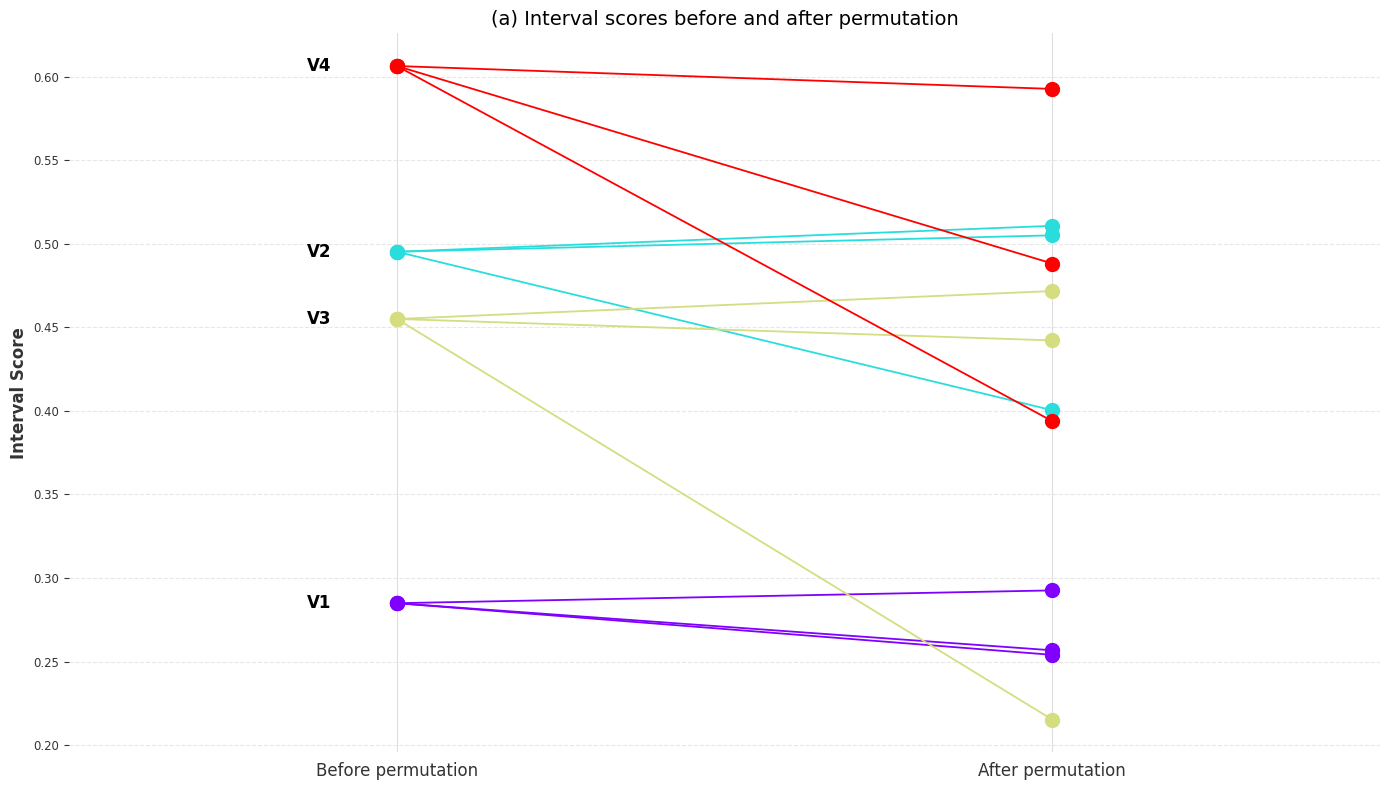 (a) Interval scores before and after permutation
Interval Score
0.60
0.55
0.50
0.45
0.40
0.35
0.30
0.25
0.20
V4
V2
V3
V1
Before permutation
After permutation